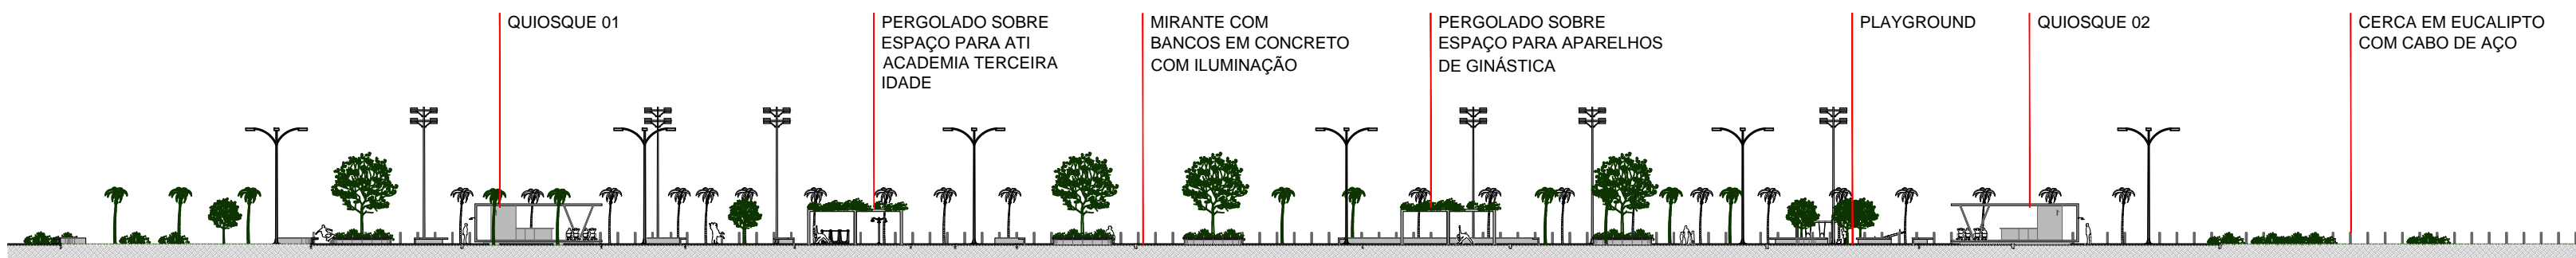 QUIOSQUE 01
PERGOLADO SOBRE
ESPAÇO PARA ATI
ACADEMIA TERCEIRA
IDADE
MIRANTE COM
BANCOS EM CONCRETO
COM ILUMINAÇÃO
PERGOLADO SOBRE
ESPAÇO PARA APARELHOS
DE GINÁSTICA
PLAYGROUND
QUIOSQUE 02
CERCA EM EUCALIPTO
COM CABO DE AÇO